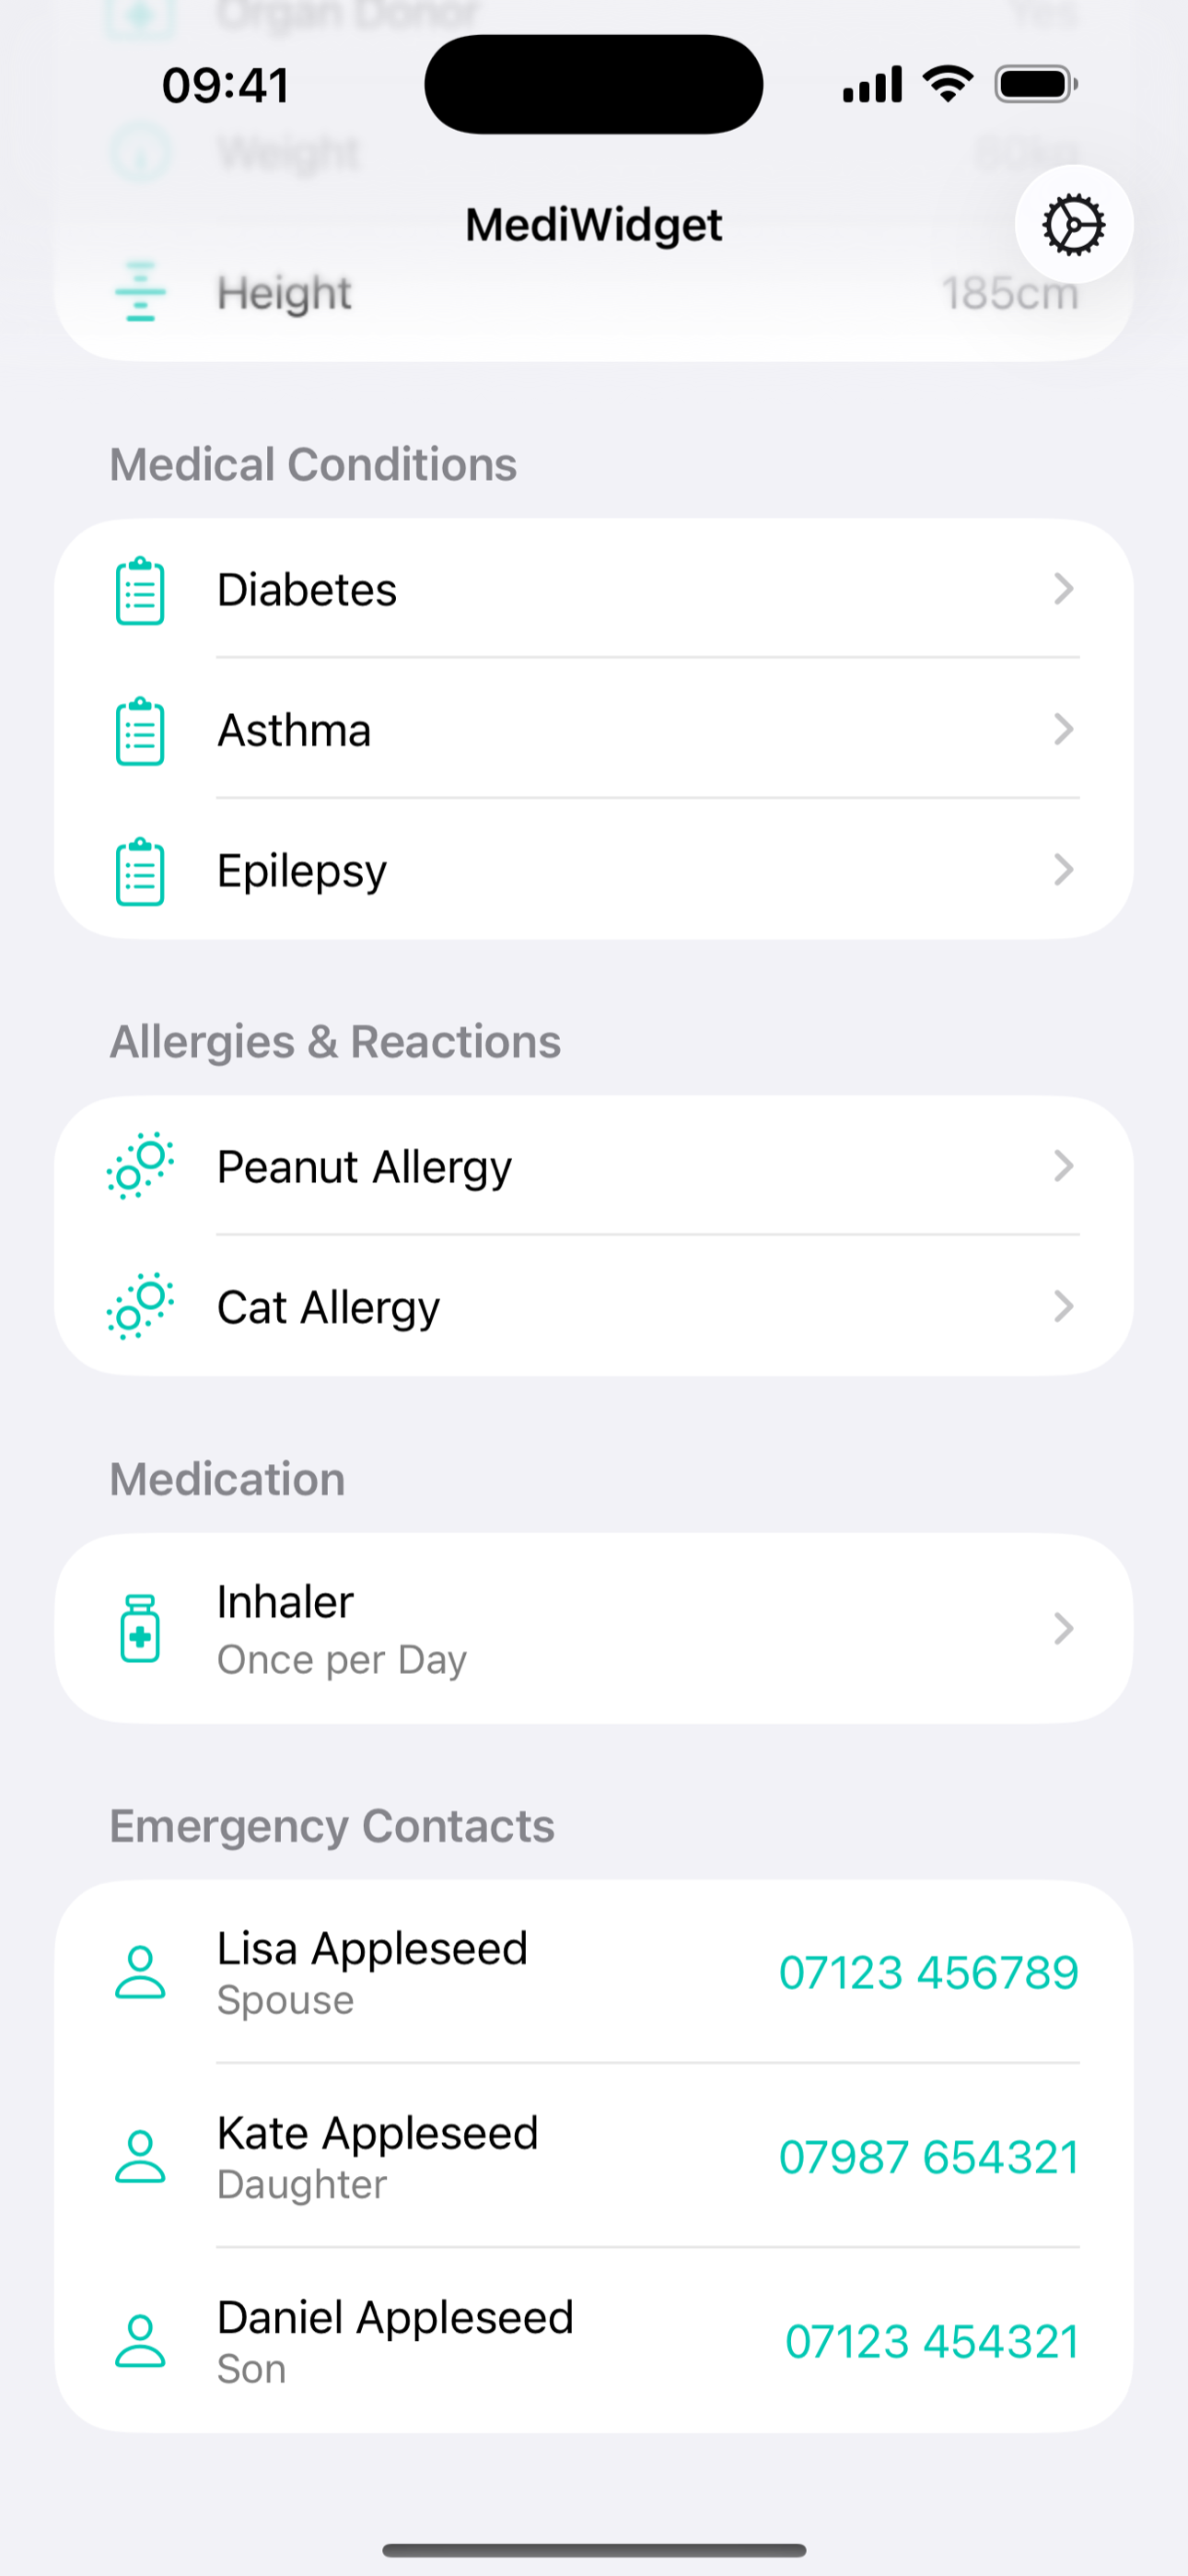 Organ Donor Yes
09:41
Weight 80kg
MediWidget
Height 185cm
Medical Conditions
Diabetes
Asthma
Epilepsy
Allergies & Reactions
Peanut Allergy
Cat Allergy
Medication
Inhaler
Once per Day
Emergency Contacts
Lisa Appleseed
Spouse
07123 456789
Kate Appleseed
Daughter
07987 654321
Daniel Appleseed
Son
07123 454321